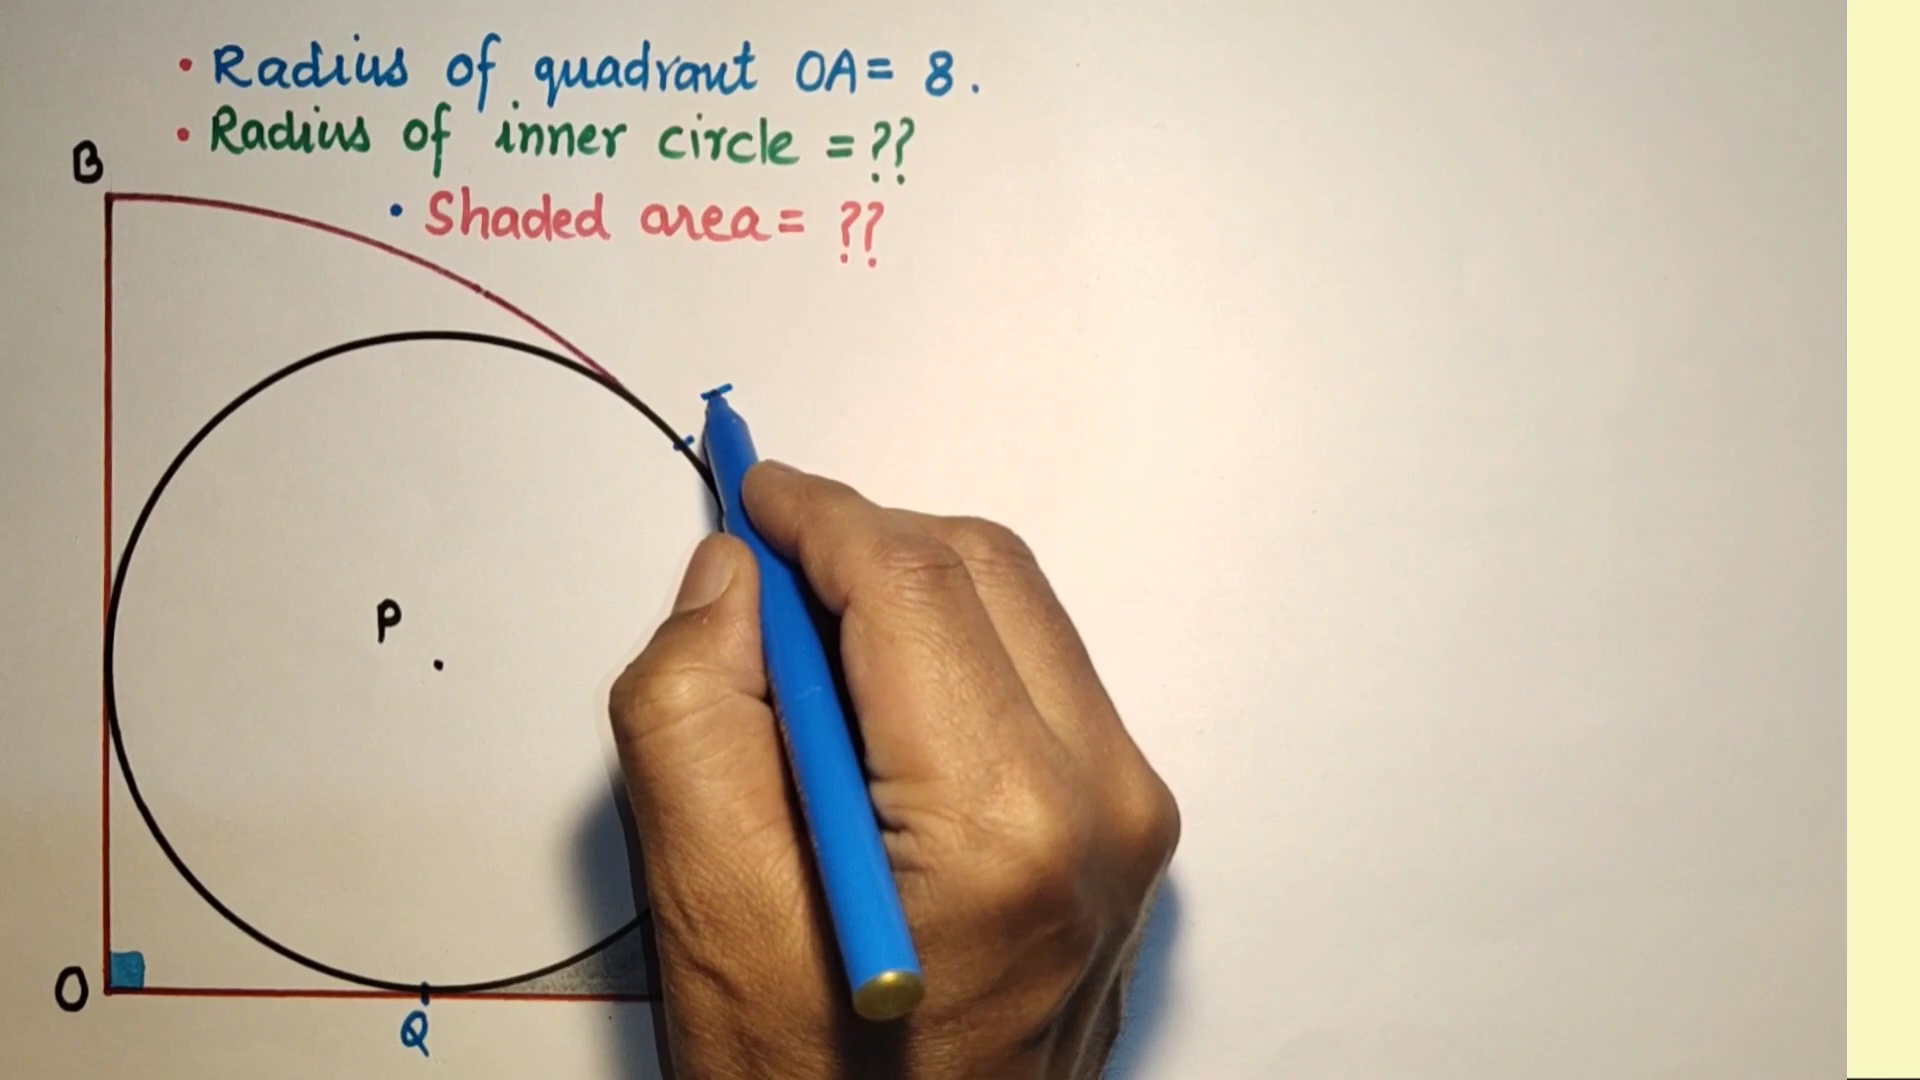 • Radius of quadrant OA = 8.
• Radius of inner circle = ??
• Shaded area = ??
B
P
O
Q